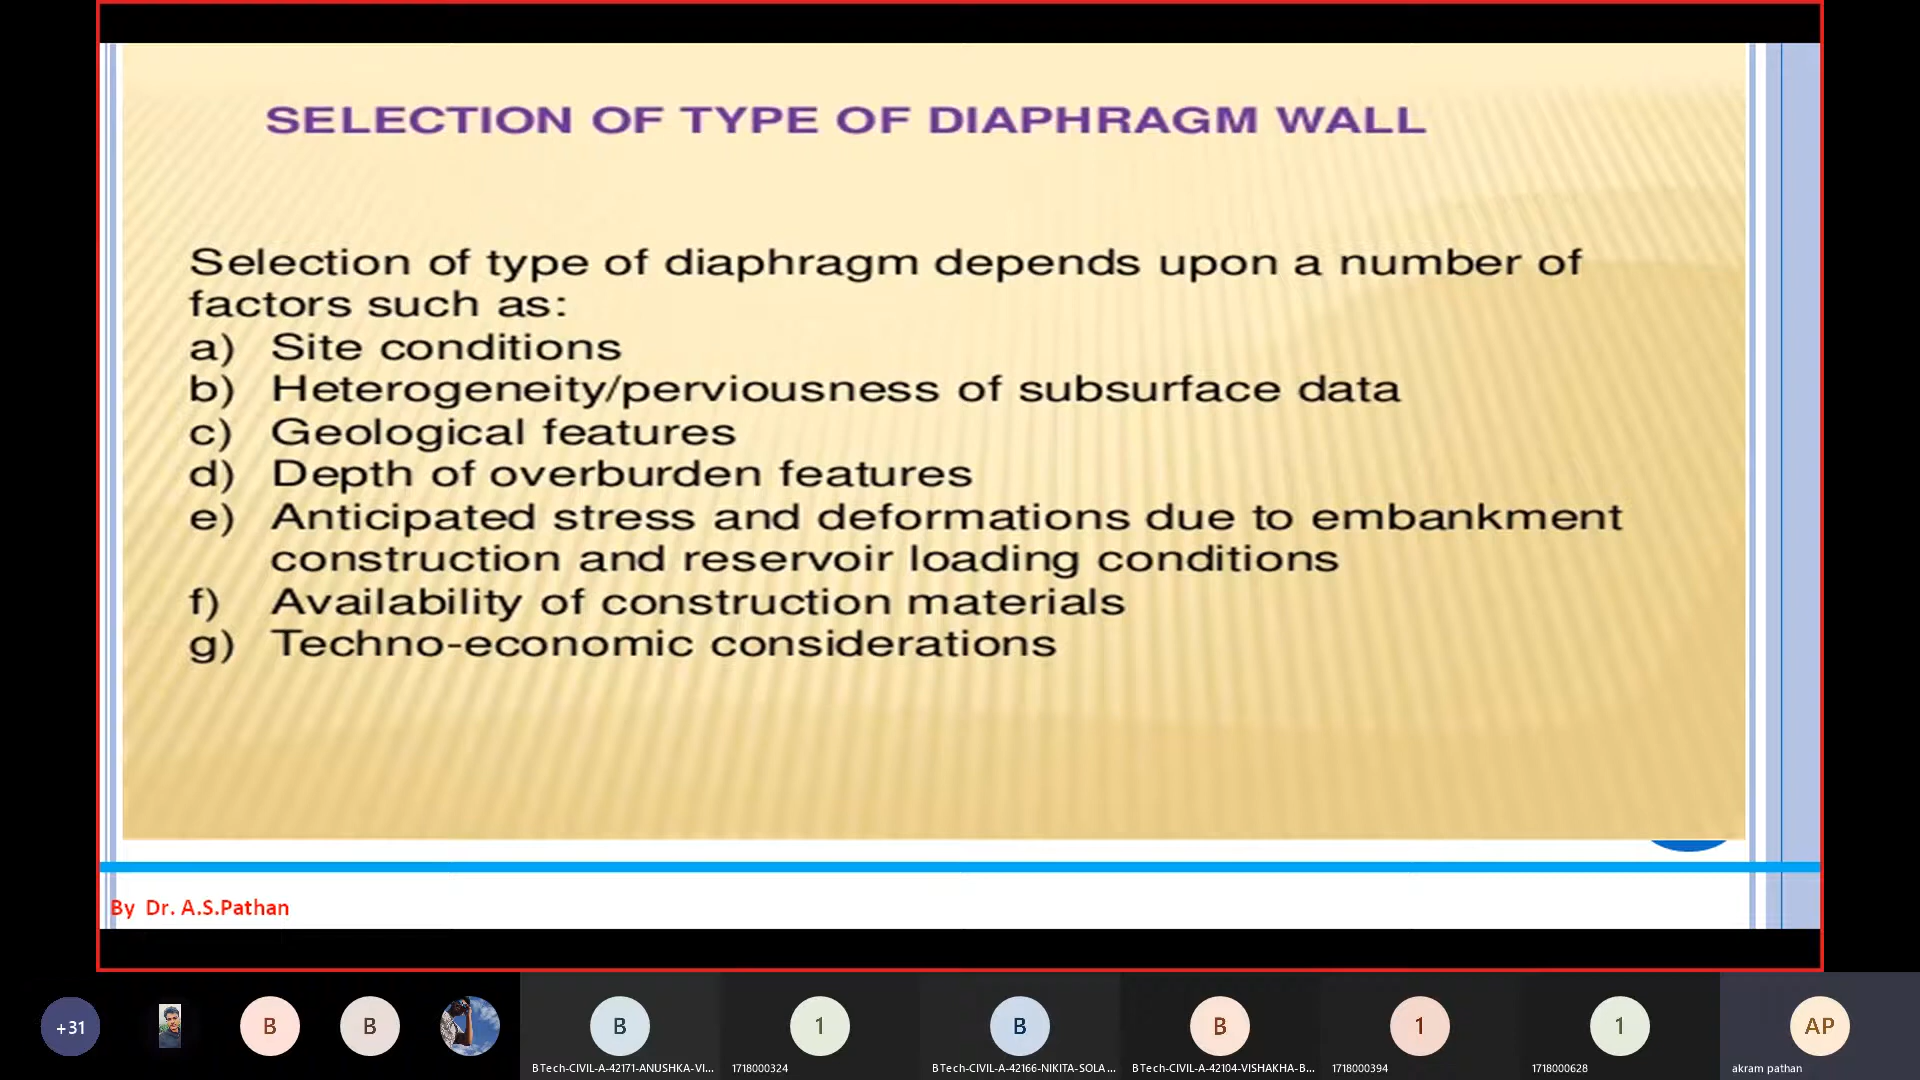 SELECTION OF TYPE OF DIAPHRAGM WALL
Selection of type of diaphragm depends upon a number of
factors such as:
a) Site conditions
b) Heterogeneity/perviousness of subsurface data
c) Geological features
d) Depth of overburden features
e) Anticipated stress and deformations due to embankment
construction and reservoir loading conditions
f) Availability of construction materials
g) Techno-economic considerations
By Dr. A.S.Pathan
+31
B
B
B
1
B
B
1
1
AP
BTech-CIVIL-A-42171-ANUSHKA-VI...
1718000324
BTech-CIVIL-A-42166-NIKITA-SOLA...
BTech-CIVIL-A-42104-VISHAKHA-B...
1718000394
1718000628
akram pathan